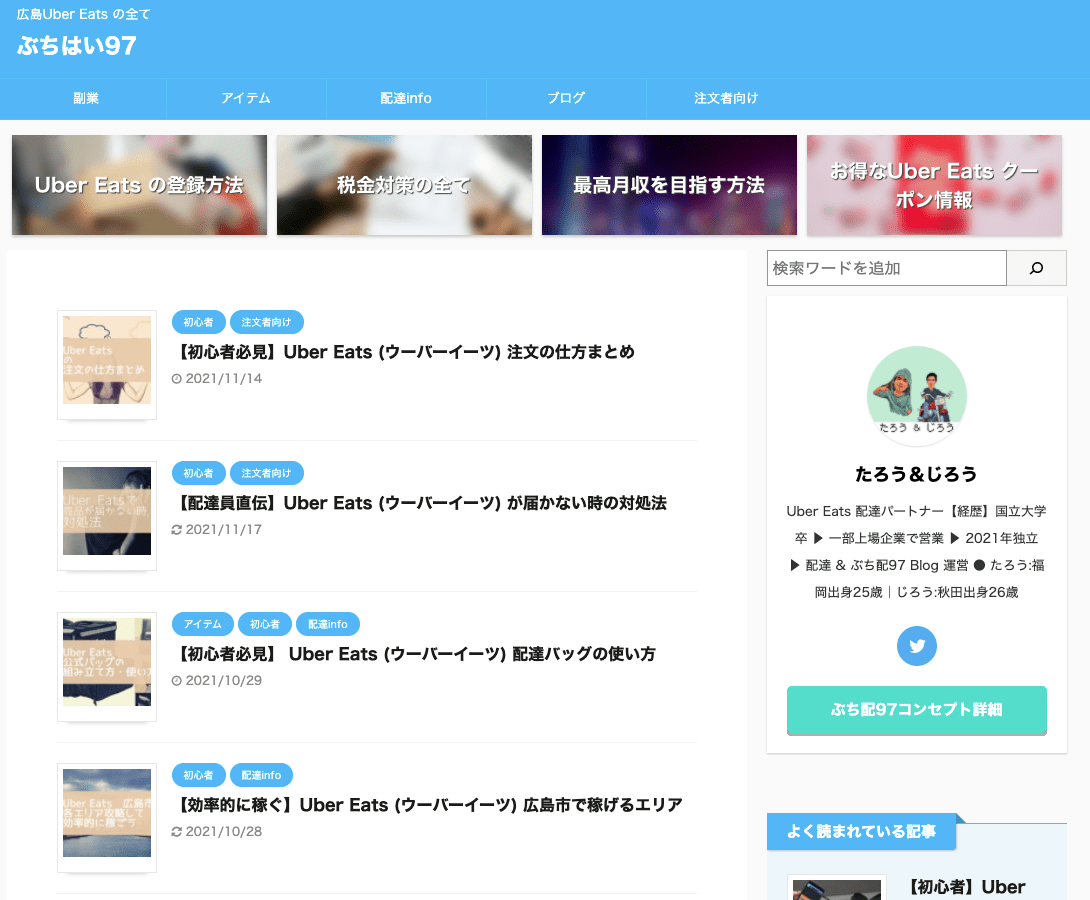 広島Uber Eats の全て
ぶちはい97
副業
アイテム
配達info
ブログ
注文者向け
Uber Eats の登録方法
税金対策の全て
最高月収を目指す方法
お得なUber Eats クー
ポン情報
検索ワードを追加
Uber Eats
の
注文の仕方まとめ
初心者
注文者向け
【初心者必見】Uber Eats (ウーバーイーツ) 注文の仕方まとめ
2021/11/14
Uber Eatsで
商品が届かない時
対処法
初心者
注文者向け
【配達員直伝】Uber Eats (ウーバーイーツ) が届かない時の対処法
2021/11/17
Uber Eats
公式バッグの
組み立て方・使い方
アイテム
初心者
配達info
【初心者必見】 Uber Eats (ウーバーイーツ) 配達バッグの使い方
2021/10/29
Uber Eats 広島市
各エリア攻略して
効率的に稼ごう
初心者
配達info
【効率的に稼ぐ】Uber Eats (ウーバーイーツ) 広島市で稼げるエリア
2021/10/28
たろう & じろう
たろう&じろう
Uber Eats 配達パートナー【経歴】国立大学
卒 ▶ 一部上場企業で営業 ▶ 2021年独立
▶ 配達 & ぶち配97 Blog 運営 ● たろう:福
岡出身25歳｜じろう:秋田出身26歳
ぶち配97コンセプト詳細
よく読まれている記事
【初心者】Uber